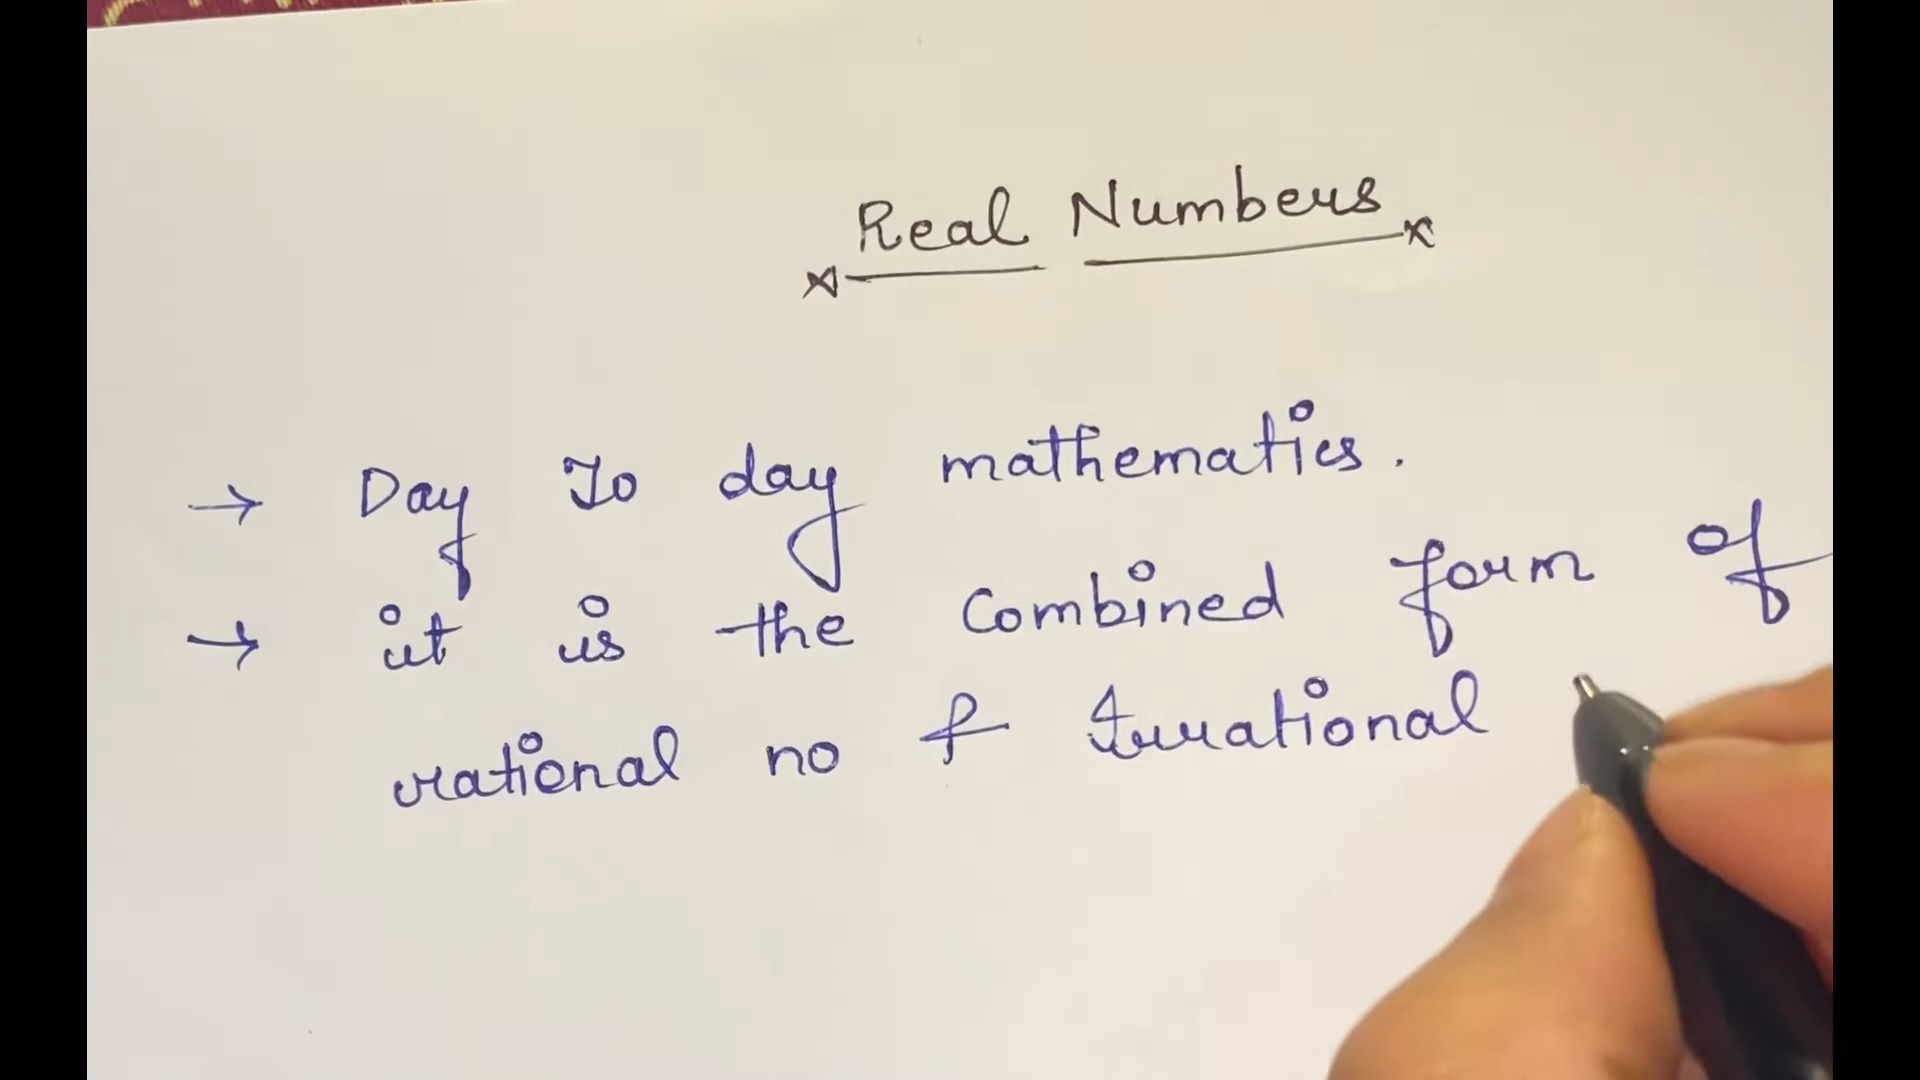 Real Numbers
→ Day To day mathematics.
→ it is the Combined form of
rational no & Irrational